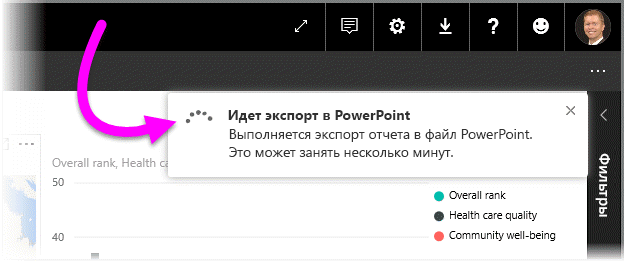 Идет экспорт в PowerPoint
Выполняется экспорт отчета в файл PowerPoint.
Это может занять несколько минут.
Фильтры
Overall rank, Health ca
50
Overall rank
Health care quality
40
Community well-being